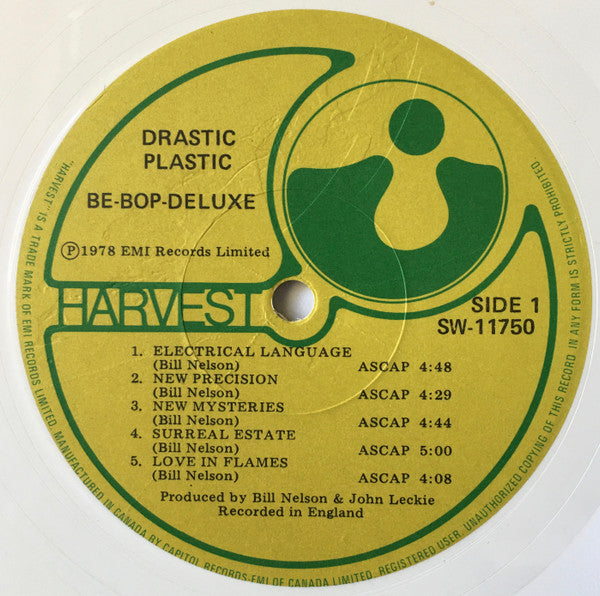 DRASTIC
PLASTIC
BE-BOP-DELUXE
Ⓟ1978 EMI Records Limited
HARVEST
SIDE 1
SW-11750
1. ELECTRICAL LANGUAGE
(Bill Nelson) ASCAP 4:48
2. NEW PRECISION
(Bill Nelson) ASCAP 4:29
3. NEW MYSTERIES
(Bill Nelson) ASCAP 4:44
4. SURREAL ESTATE
(Bill Nelson) ASCAP 5:00
5. LOVE IN FLAMES
(Bill Nelson) ASCAP 4:08
Produced by Bill Nelson & John Leckie
Recorded in England
"HARVEST" IS A TRADE MARK OF EMI RECORDS LIMITED. MANUFACTURED IN CANADA BY CAPITOL RECORDS-EMI OF CANADA LIMITED, REGISTERED USER. UNAUTHORIZED COPYING OF THIS RECORD IN ANY FORM IS STRICTLY PROHIBITED